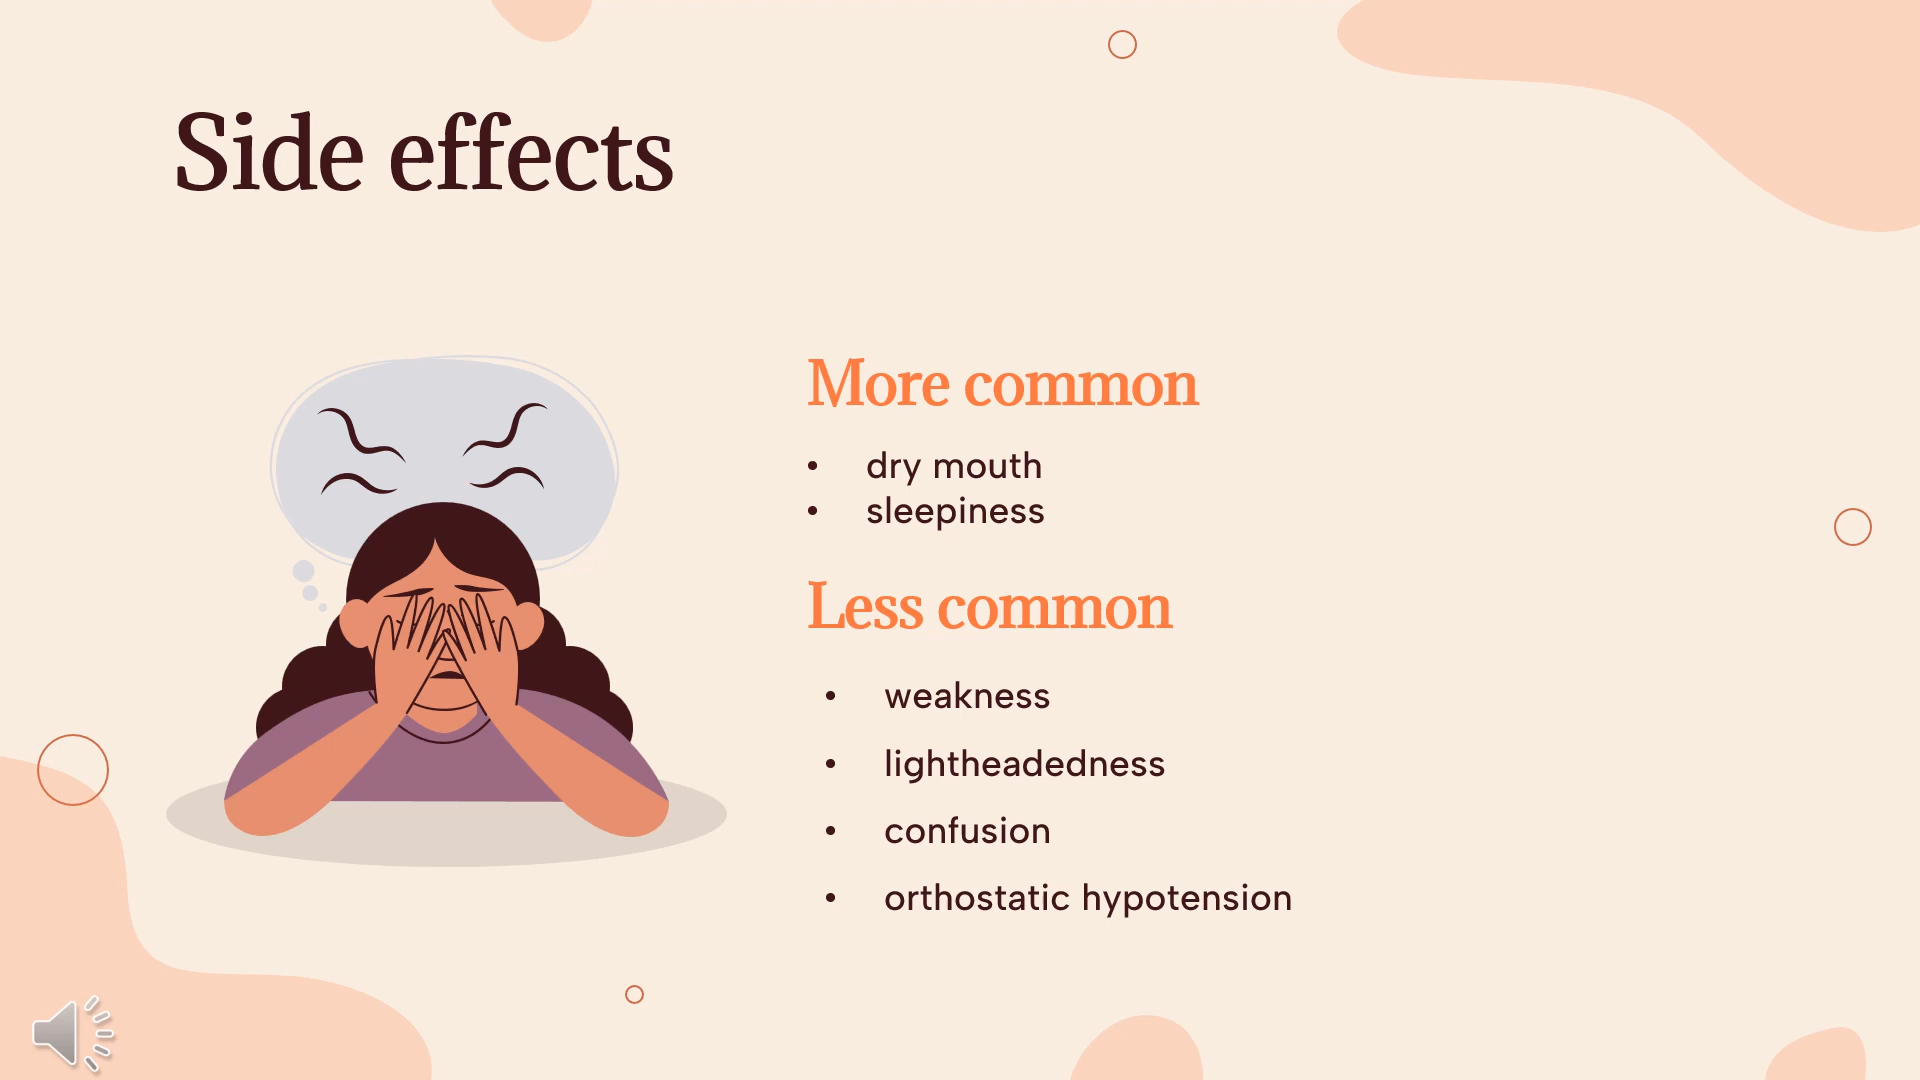 Side effects
More common
• dry mouth
• sleepiness
Less common
• weakness
• lightheadedness
• confusion
• orthostatic hypotension